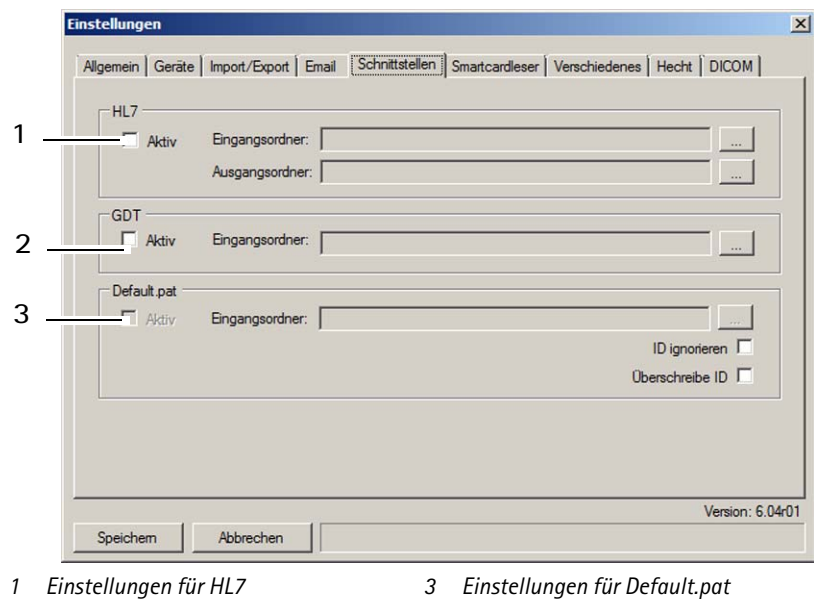 Einstellungen
Allgemein Geräte Import/Export Email Schnittstellen Smartcardleser Verschiedenes Hecht DICOM
HL7
1 Aktiv Eingangsordner: ...
Ausgangsordner: ...
GDT
2 Aktiv Eingangsordner: ...
Default.pat
3 Aktiv Eingangsordner: ...
ID ignorieren
Überschreibe ID
Version: 6.04r01
Speichern Abbrechen
1 Einstellungen für HL7 3 Einstellungen für Default.pat